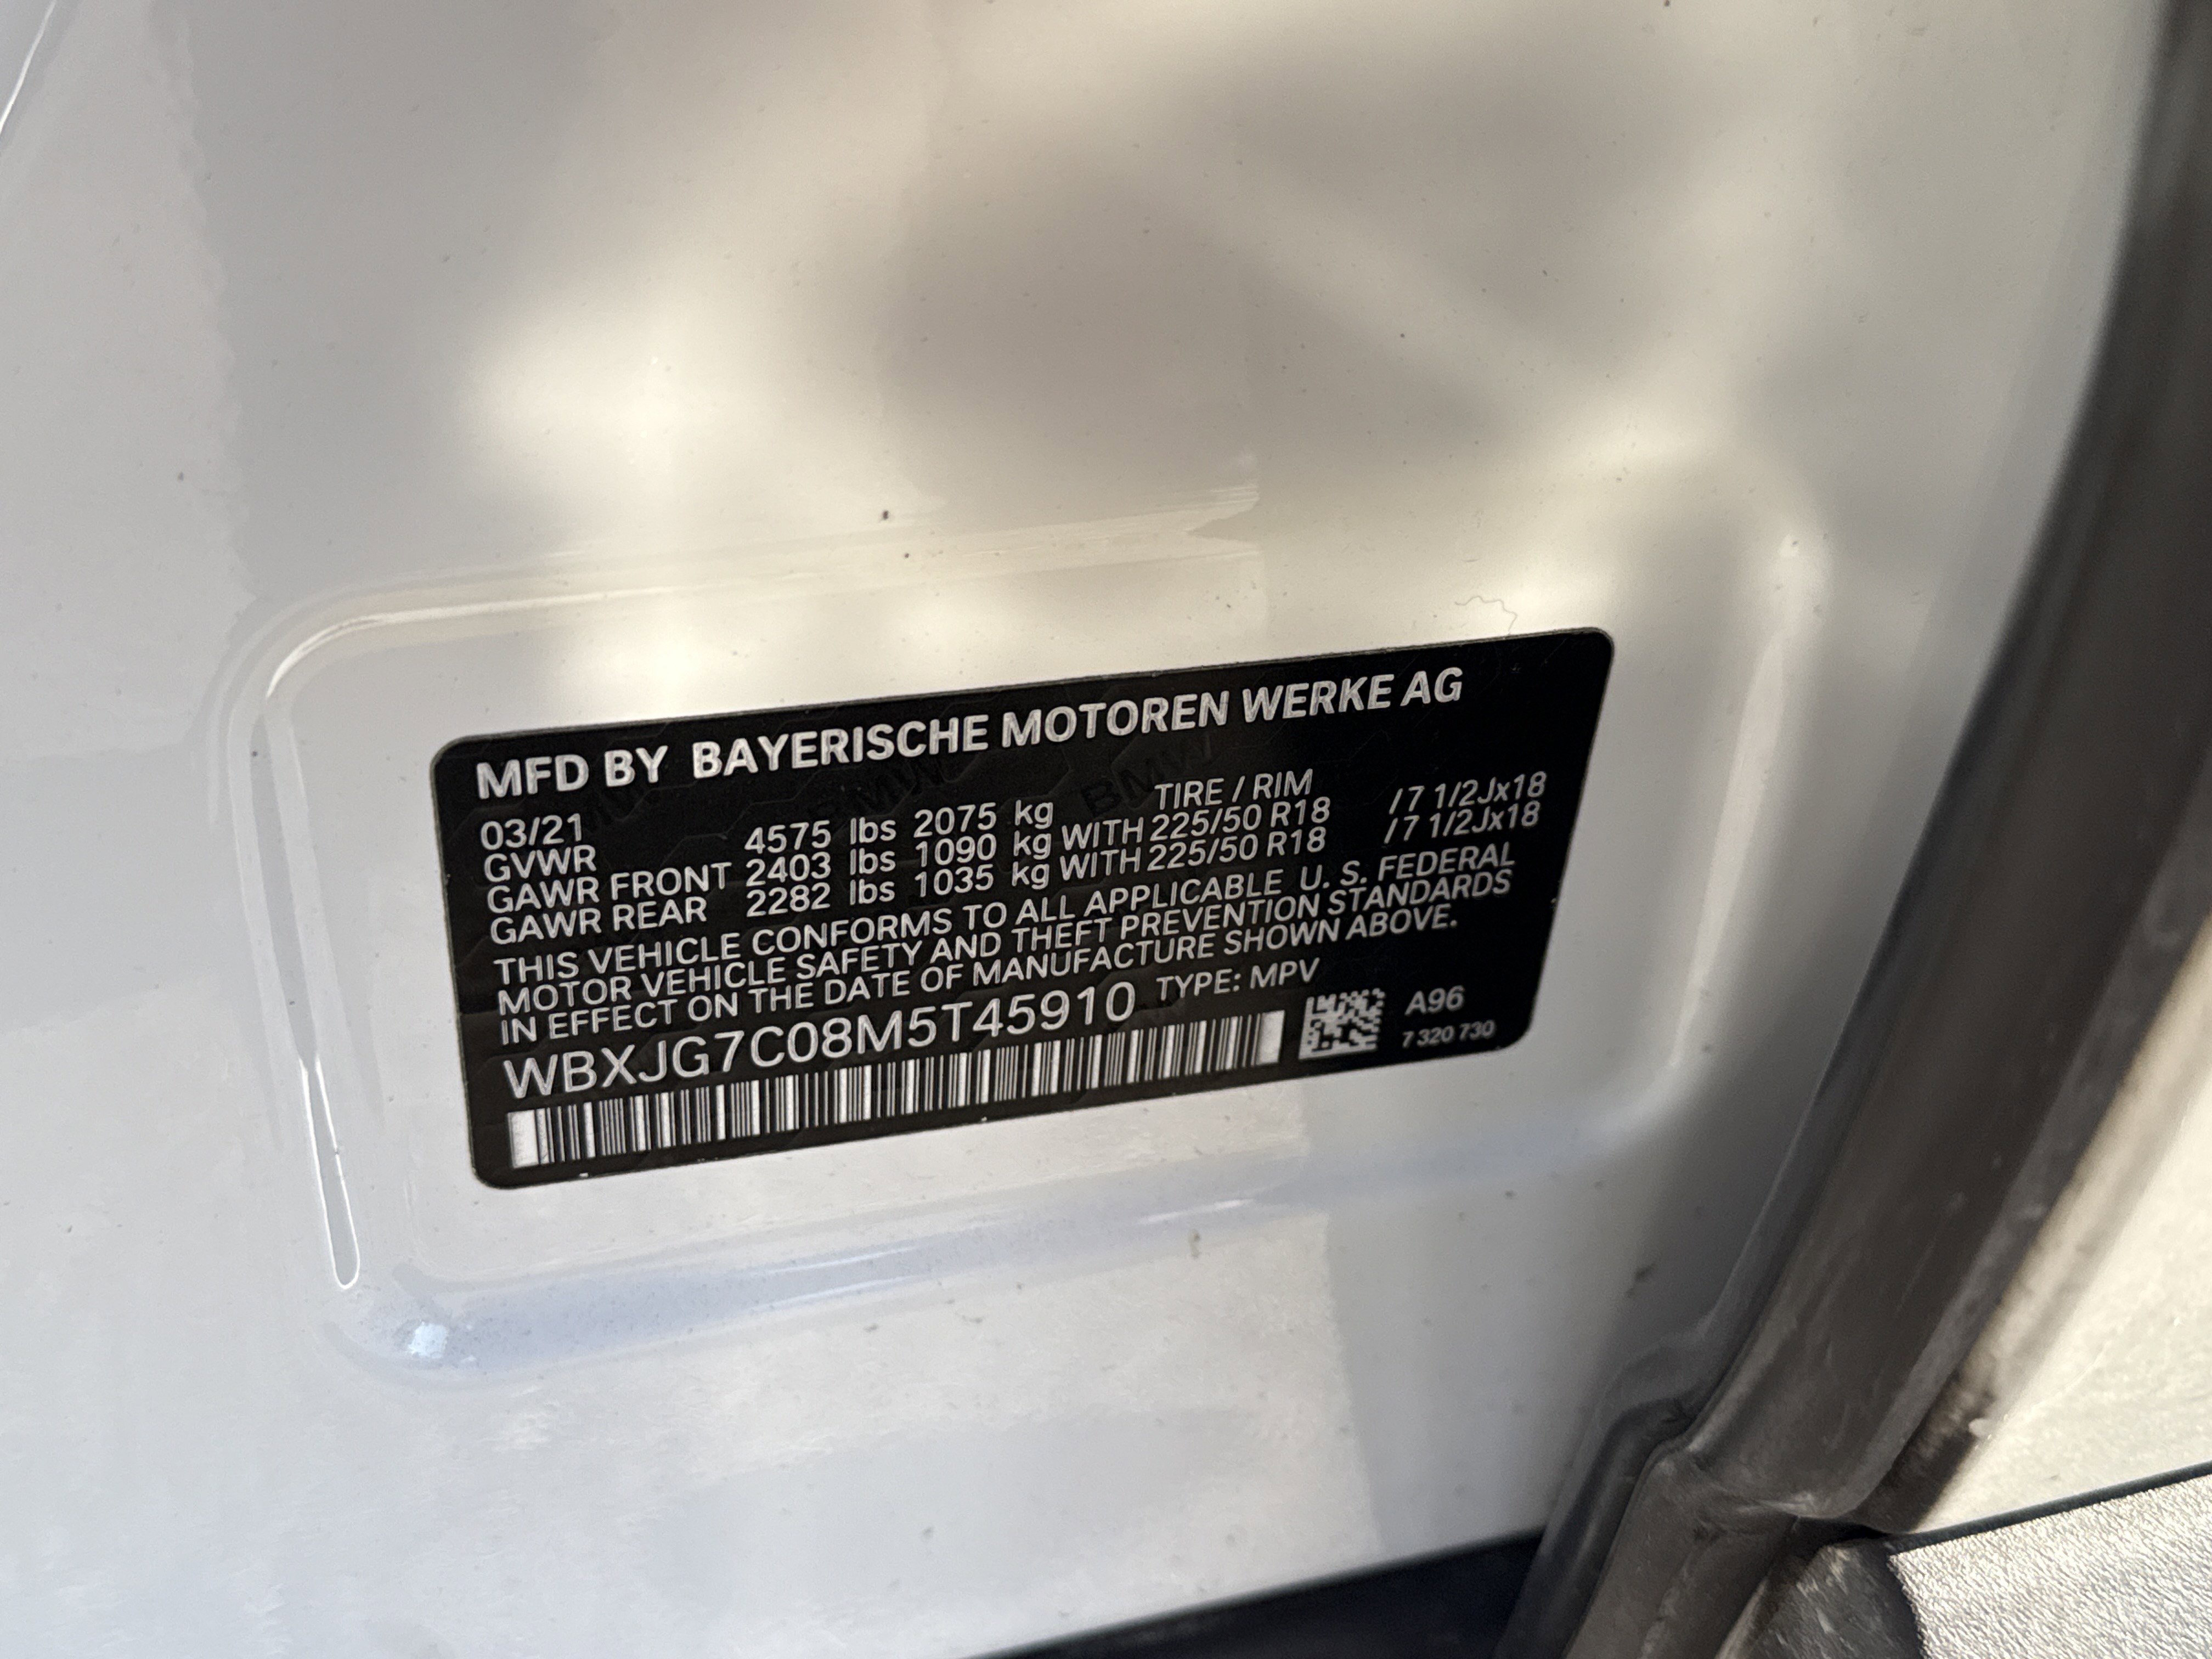 MFD BY BAYERISCHE MOTOREN WERKE AG
03/21 TIRE / RIM
GVWR 4575 lbs 2075 kg
GAWR FRONT 2403 lbs 1090 kg WITH 225/50 R18 /7 1/2Jx18
GAWR REAR 2282 lbs 1035 kg WITH 225/50 R18 /7 1/2Jx18
THIS VEHICLE CONFORMS TO ALL APPLICABLE U. S. FEDERAL
MOTOR VEHICLE SAFETY AND THEFT PREVENTION STANDARDS
IN EFFECT ON THE DATE OF MANUFACTURE SHOWN ABOVE.
WBXJG7C08M5T45910 TYPE: MPV
A96
7 320 730